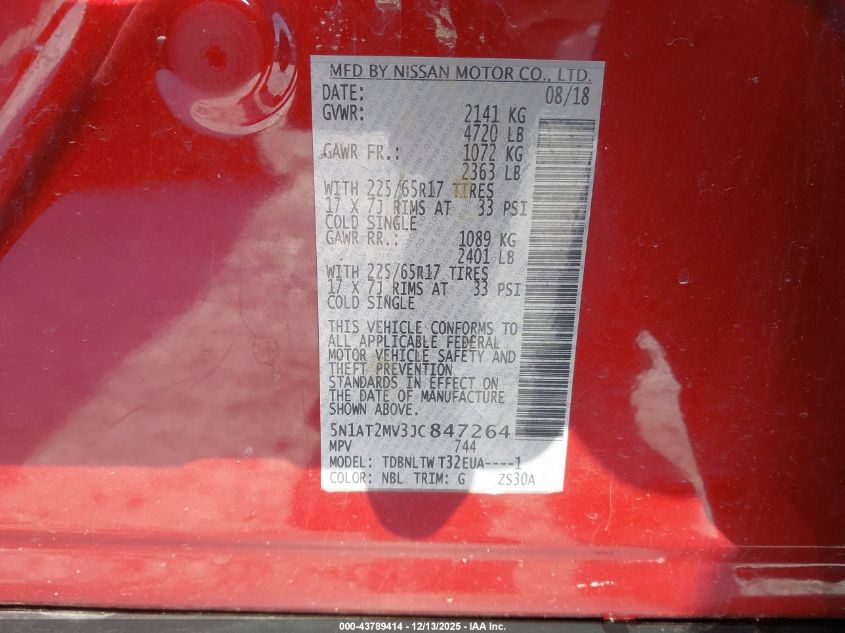 MFD BY NISSAN MOTOR CO., LTD.
DATE: 08/18
GVWR: 2141 KG
4720 LB
GAWR FR.: 1072 KG
2363 LB
WITH 225/65R17 TIRES
17 X 7J RIMS AT 33 PSI
COLD SINGLE
GAWR RR.: 1089 KG
2401 LB
WITH 225/65R17 TIRES
17 X 7J RIMS AT 33 PSI
COLD SINGLE
THIS VEHICLE CONFORMS TO
ALL APPLICABLE FEDERAL
MOTOR VEHICLE SAFETY AND
THEFT PREVENTION
STANDARDS IN EFFECT ON
THE DATE OF MANUFACTURE
SHOWN ABOVE.
5N1AT2MV3JC847264
MPV 744
MODEL: TDBNLTW T32EUA----1
COLOR: NBL TRIM: G ZS30A
000-43789414 - 12/13/2025 - IAA Inc.